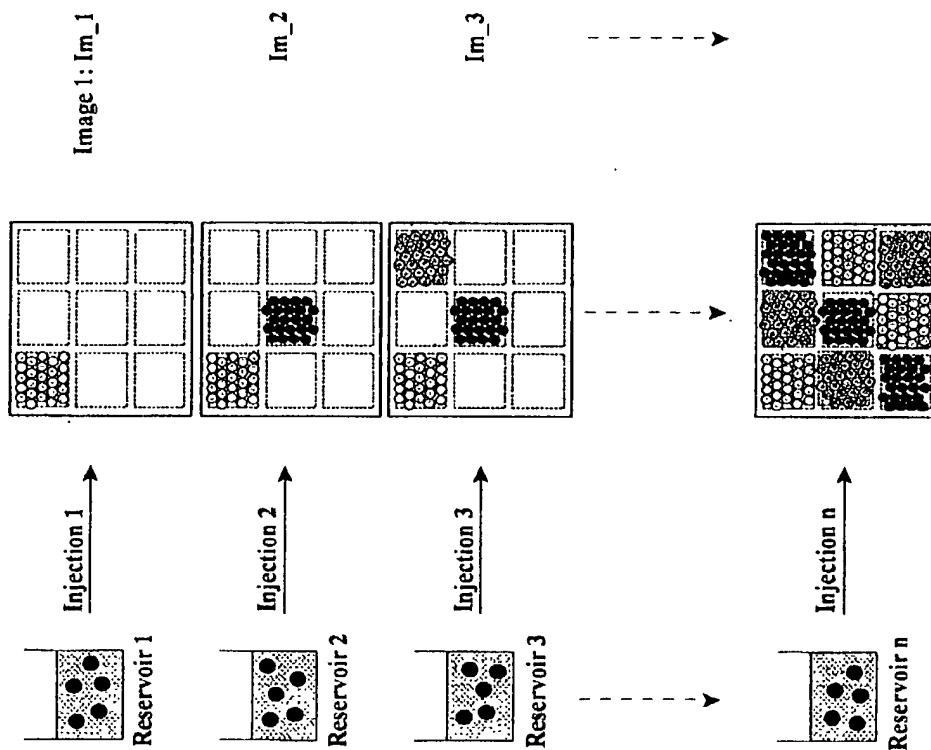 Reservoir 1
Injection 1
Image 1: Im_1
Reservoir 2
Injection 2
Im_2
Reservoir 3
Injection 3
Im_3
Reservoir n
Injection n